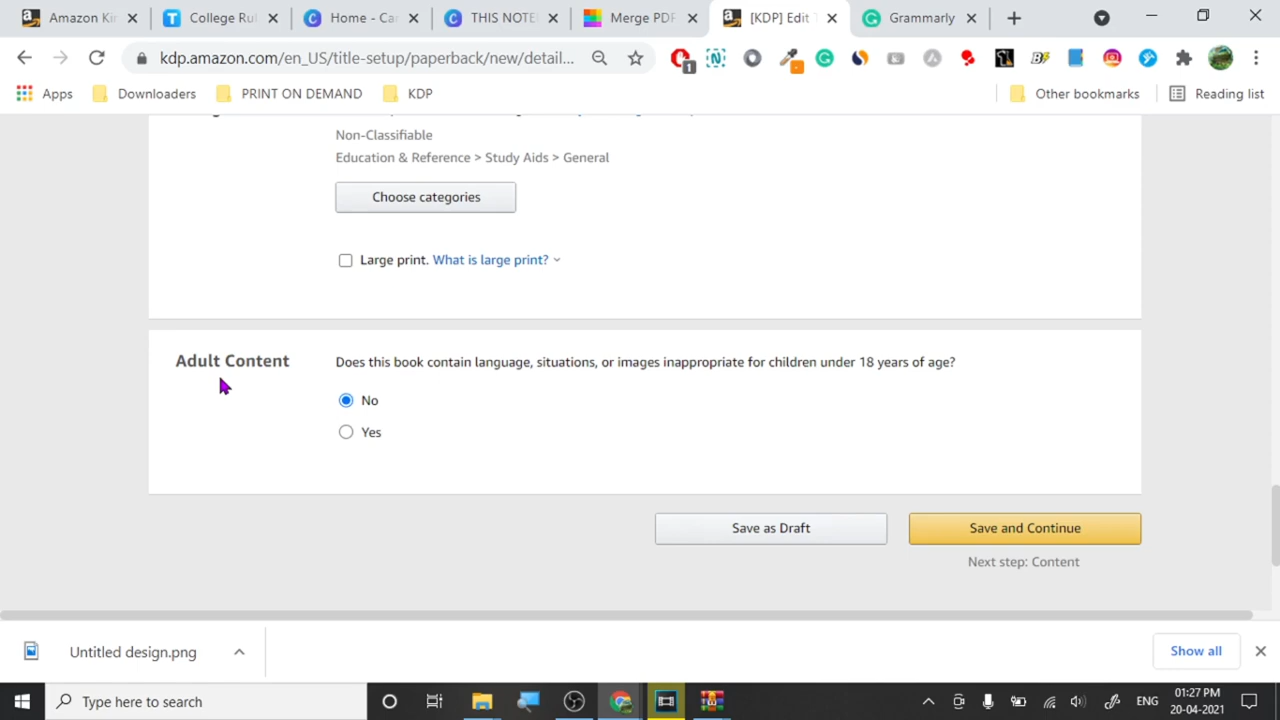 Amazon Kin
College Rul
Home - Can
THIS NOTE
Merge PDF
[KDP] Edit T
Grammarly
kdp.amazon.com/en_US/title-setup/paperback/new/detail...
1
Apps
Downloaders
PRINT ON DEMAND
KDP
Other bookmarks
Reading list
Non-Classifiable
Education & Reference > Study Aids > General
Choose categories
Large print. What is large print?
Adult Content
Does this book contain language, situations, or images inappropriate for children under 18 years of age?
No
Yes
Save as Draft
Save and Continue
Next step: Content
Untitled design.png
Show all
Type here to search
ENG
01:27 PM
20-04-2021